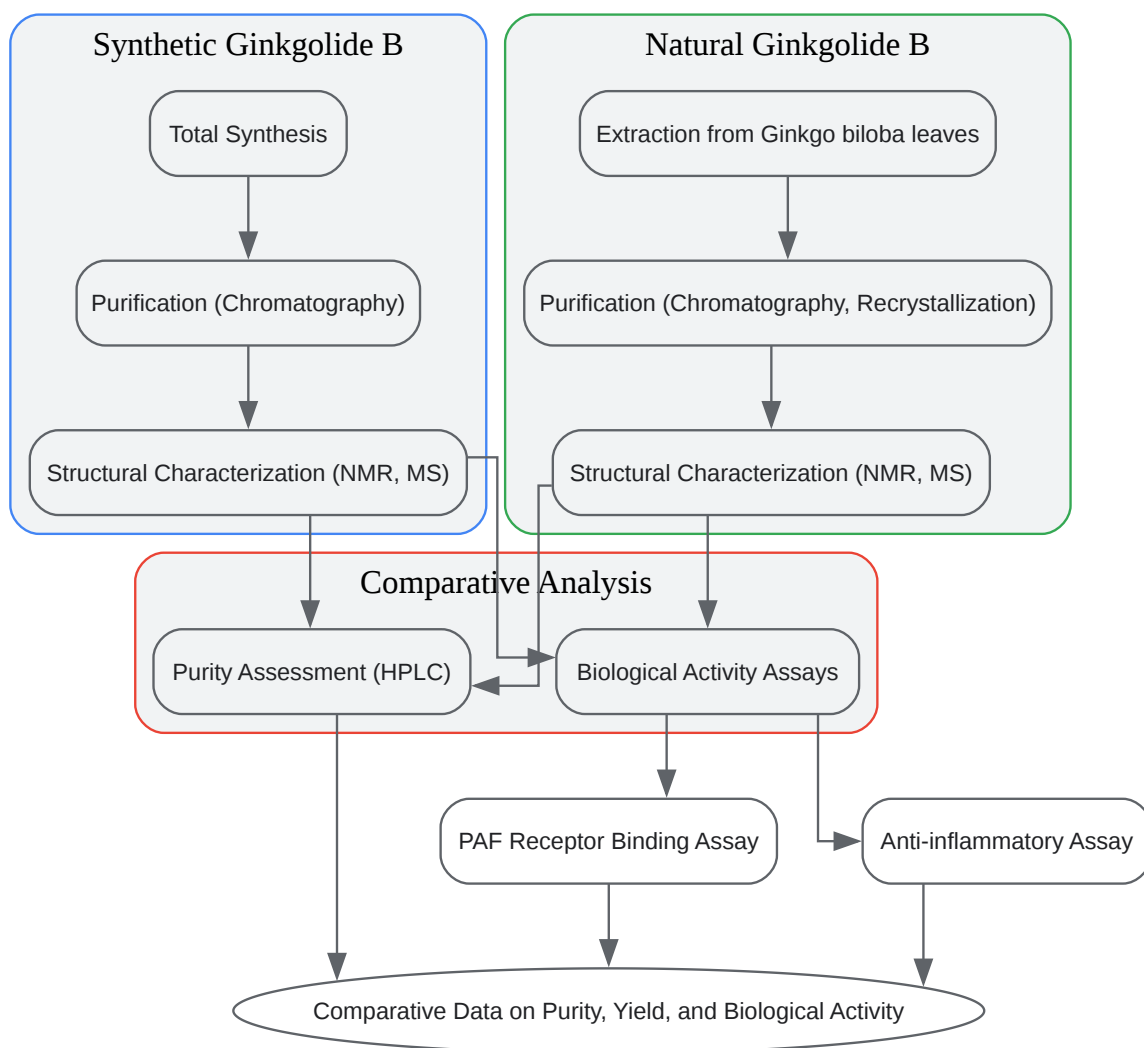 Synthetic Ginkgolide B
Natural Ginkgolide B
Total Synthesis
Extraction from Ginkgo biloba leaves
Purification (Chromatography)
Purification (Chromatography, Recrystallization)
Structural Characterization (NMR, MS)
Structural Characterization (NMR, MS)
Comparative Analysis
Purity Assessment (HPLC)
Biological Activity Assays
PAF Receptor Binding Assay
Anti-inflammatory Assay
Comparative Data on Purity, Yield, and Biological Activity